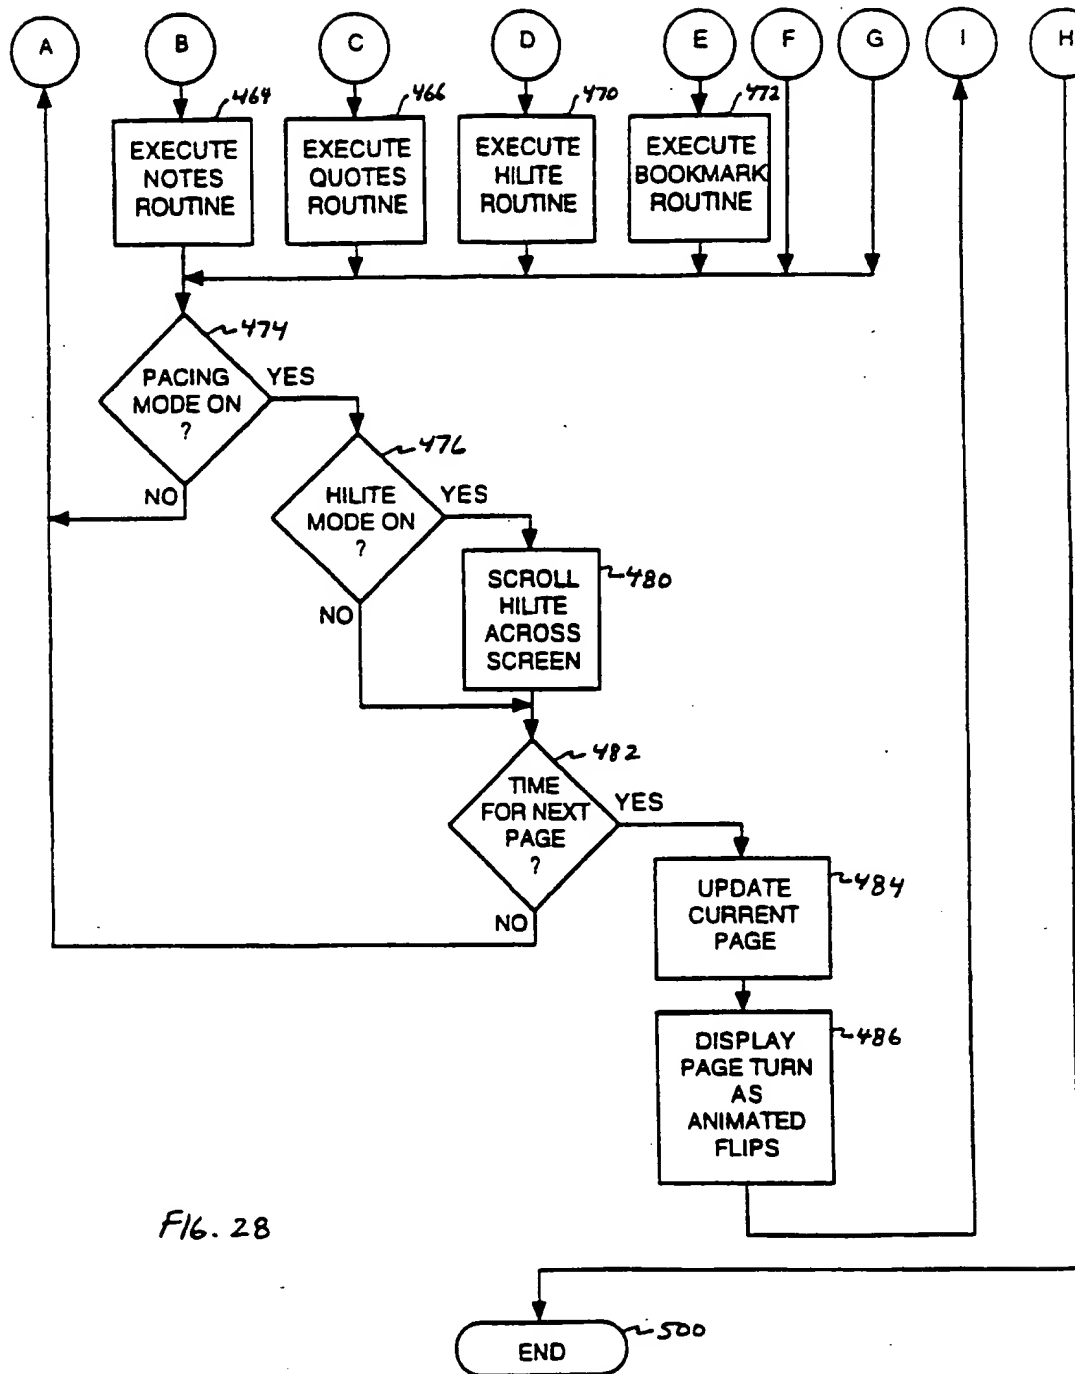 A B C D E F G I H
464 466 470 472
EXECUTE
NOTES
ROUTINE
EXECUTE
QUOTES
ROUTINE
EXECUTE
HILITE
ROUTINE
EXECUTE
BOOKMARK
ROUTINE
474
PACING
MODE ON
?
YES
NO
476
HILITE
MODE ON
?
YES
NO
480
SCROLL
HILITE
ACROSS
SCREEN
482
TIME
FOR NEXT
PAGE
?
YES
NO
484
UPDATE
CURRENT
PAGE
486
DISPLAY
PAGE TURN
AS
ANIMATED
FLIPS
FIG. 28
500
END